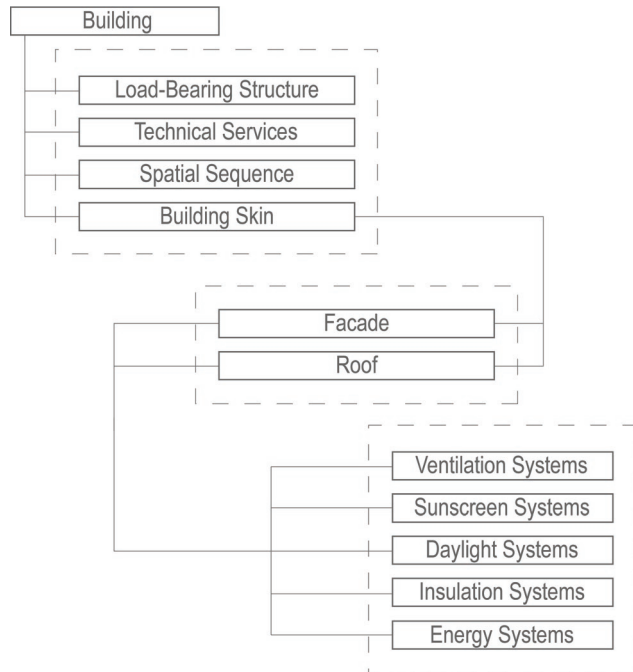 Building
Load-Bearing Structure
Technical Services
Spatial Sequence
Building Skin
Facade
Roof
Ventilation Systems
Sunscreen Systems
Daylight Systems
Insulation Systems
Energy Systems